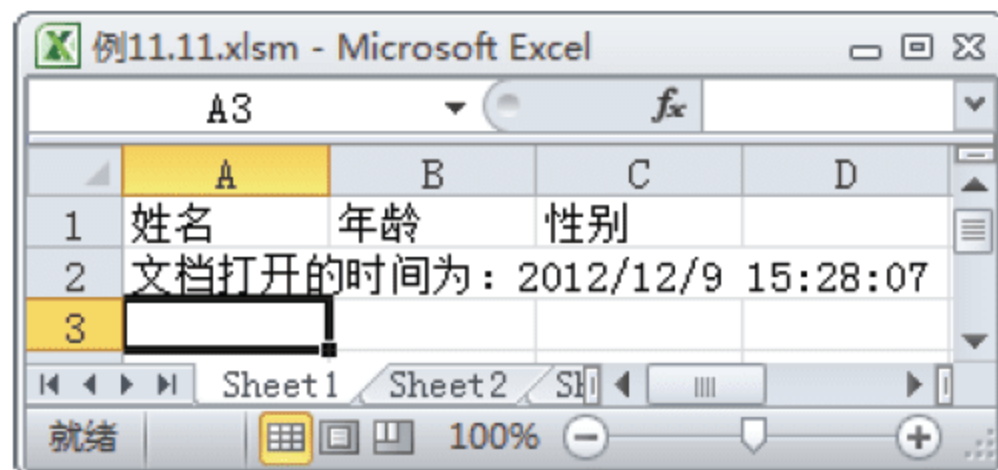 例11.11.xlsm - Microsoft Excel
A3 fx
A B C D
1 姓名 年龄 性别
2 文档打开的时间为：2012/12/9 15:28:07
3
Sheet1 Sheet2
就绪 100%